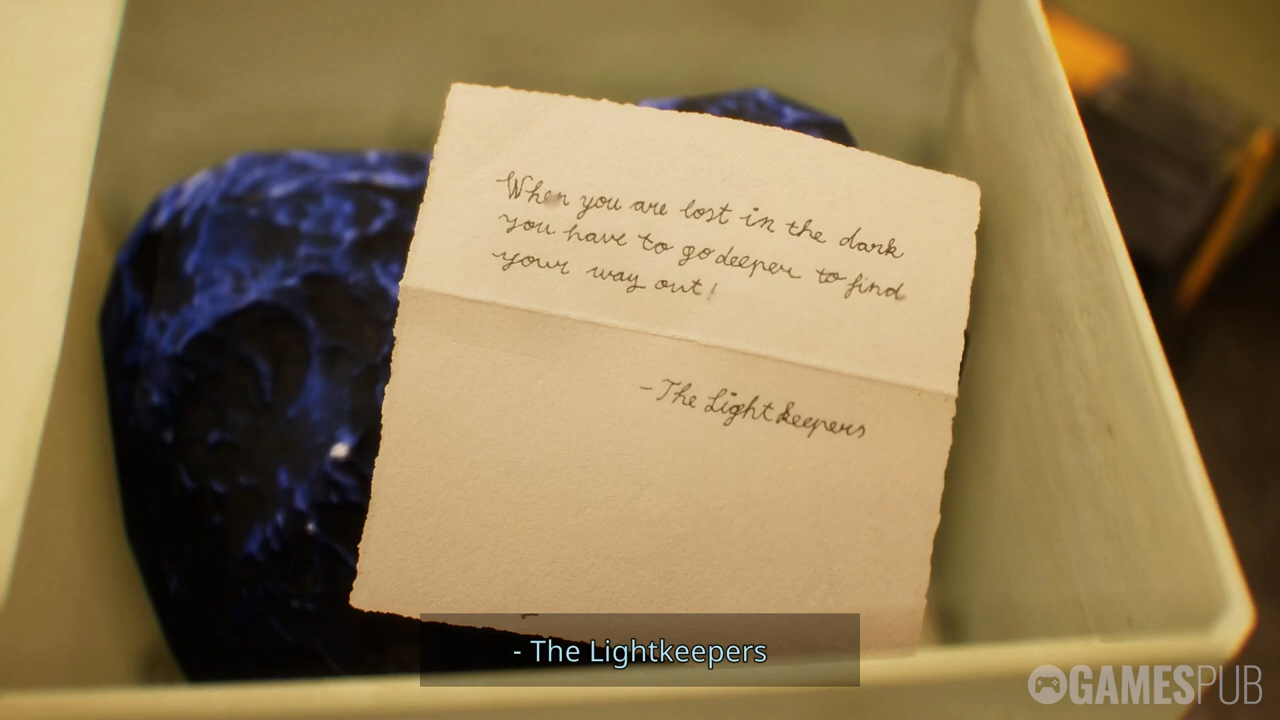 When you are lost in the dark
you have to go deeper to find
your way out!
- The Lightkeepers
- The Lightkeepers
GAMESPUB